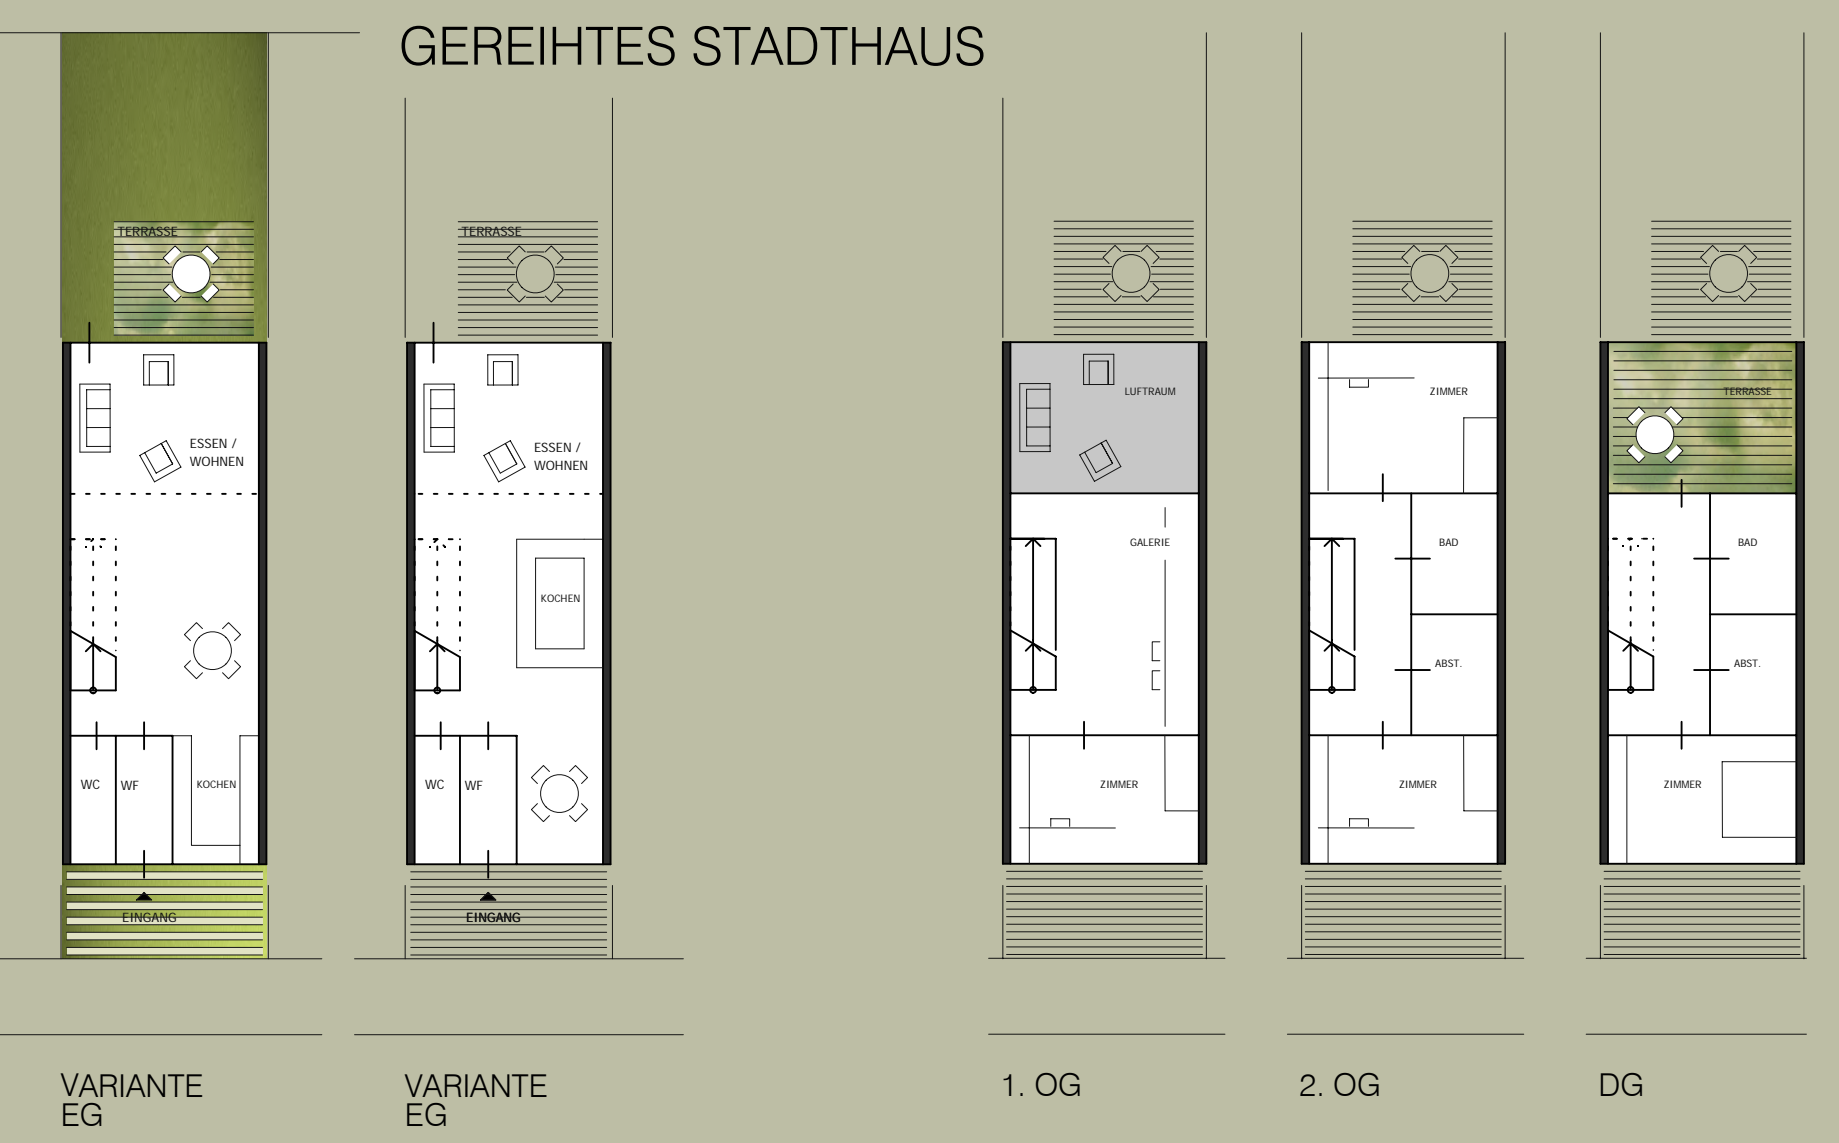 GEREIHTES STADTHAUS
TERRASSE
ESSEN /
WOHNEN
WC
WF
KOCHEN
EINGANG
VARIANTE
EG
TERRASSE
ESSEN /
WOHNEN
KOCHEN
WC
WF
EINGANG
VARIANTE
EG
LUFTRAUM
GALERIE
ZIMMER
1. OG
ZIMMER
BAD
ABST.
ZIMMER
2. OG
TERRASSE
BAD
ABST.
ZIMMER
DG